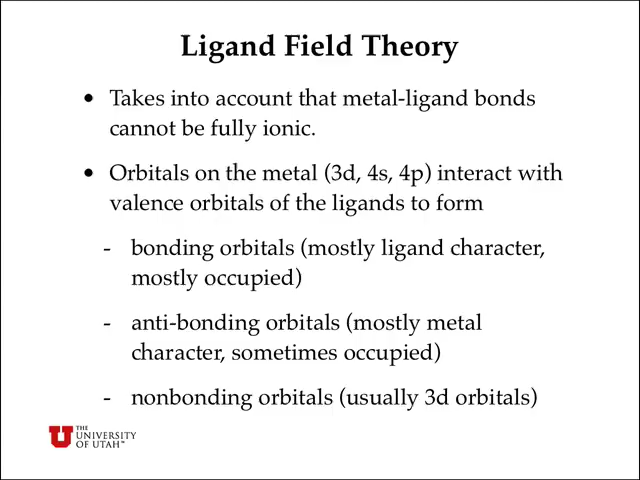 Ligand Field Theory
• Takes into account that metal-ligand bonds
cannot be fully ionic.
• Orbitals on the metal (3d, 4s, 4p) interact with
valence orbitals of the ligands to form
- bonding orbitals (mostly ligand character,
mostly occupied)
- anti-bonding orbitals (mostly metal
character, sometimes occupied)
- nonbonding orbitals (usually 3d orbitals)
U THE
UNIVERSITY
OF UTAH™